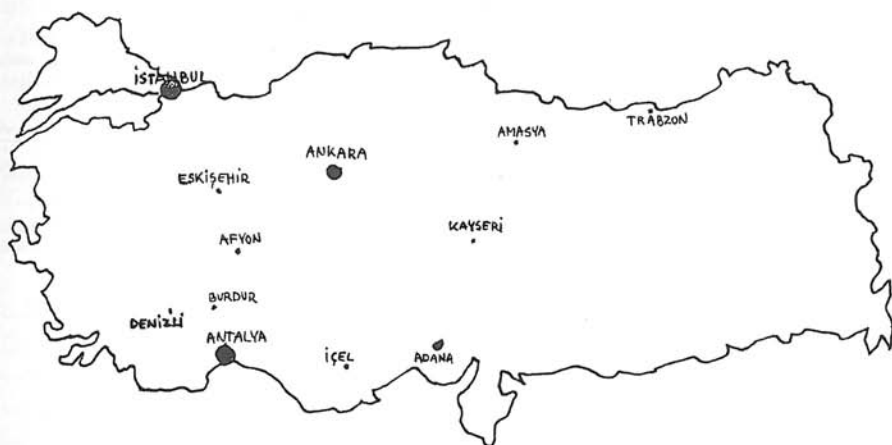 İSTANBUL
TRABZON
AMASYA
ANKARA
ESKİŞEHİR
KAYSERİ
AFYON
BURDUR
DENİZLİ
ANTALYA
İÇEL
ADANA